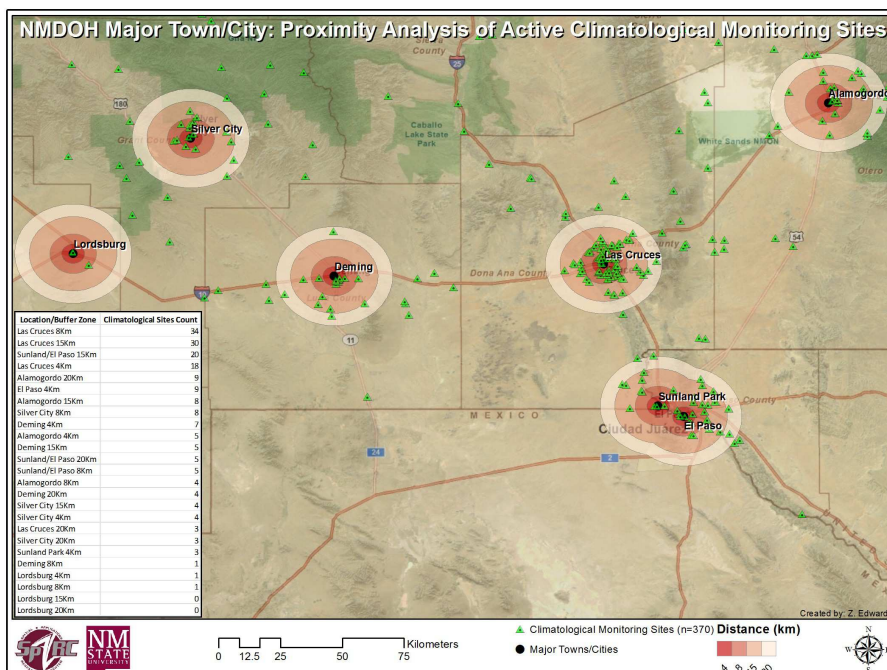 NMDOH Major Town/City: Proximity Analysis of Active Climatological Monitoring Sites
County
25
180
Silver City
Caballo
Lake State
Park
Alamogordo
White Sands NMON
Otero
Lordsburg
Deming
Las Cruces
54
Dona Ana County
10
11
Location/Buffer Zone Climatological Sites Count
Las Cruces 8Km 34
Las Cruces 15Km 30
Sunland/El Paso 15Km 20
Las Cruces 4Km 18
Alamogordo 20Km 9
El Paso 4Km 9
Alamogordo 15Km 8
Silver City 8Km 8
Deming 4Km 7
Alamogordo 4Km 5
Deming 15Km 5
Sunland/El Paso 20Km 5
Sunland/El Paso 8Km 5
Alamogordo 8Km 4
Deming 20Km 4
Silver City 15Km 4
Silver City 4Km 4
Las Cruces 20Km 3
Silver City 20Km 3
Sunland Park 4Km 3
Deming 8Km 1
Lordsburg 4Km 1
Lordsburg 8Km 1
Lordsburg 15Km 0
Lordsburg 20Km 0
Sunland Park
MEXICO
El Paso
Ciudad Juárez
24
2
UNITED
Created by: Z. Edward
SpARC
NM
STATE
UNIVERSITY
Kilometers
0 12.5 25 50 75
Climatological Monitoring Sites (n=370)
Major Towns/Cities
Distance (km)
N